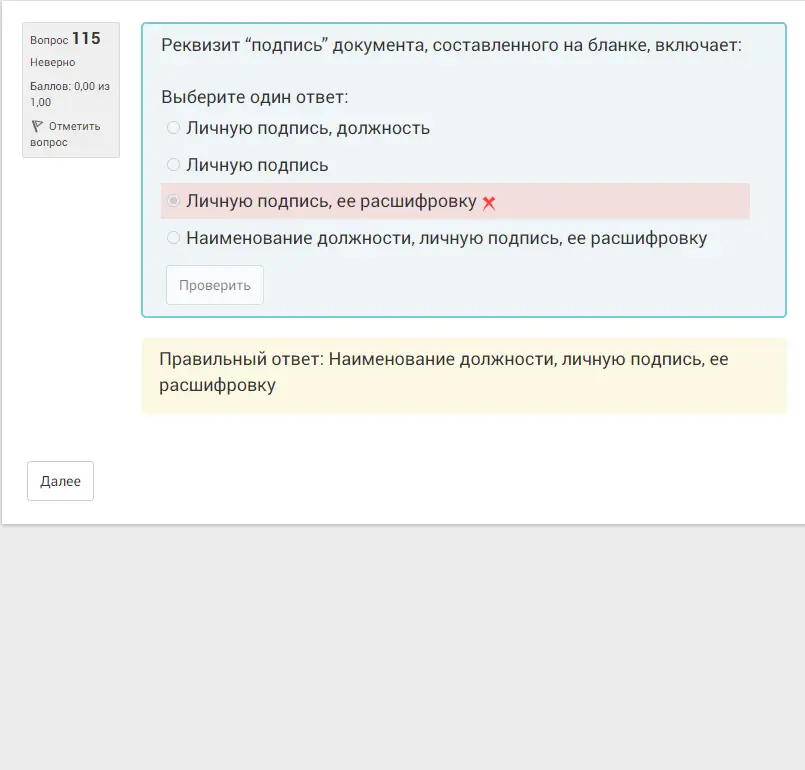 Вопрос 115
Неверно
Баллов: 0,00 из
1,00
Отметить
вопрос
Реквизит “подпись” документа, составленного на бланке, включает:
Выберите один ответ:
Личную подпись, должность
Личную подпись
Личную подпись, ее расшифровку
Наименование должности, личную подпись, ее расшифровку
Проверить
Правильный ответ: Наименование должности, личную подпись, ее
расшифровку
Далее